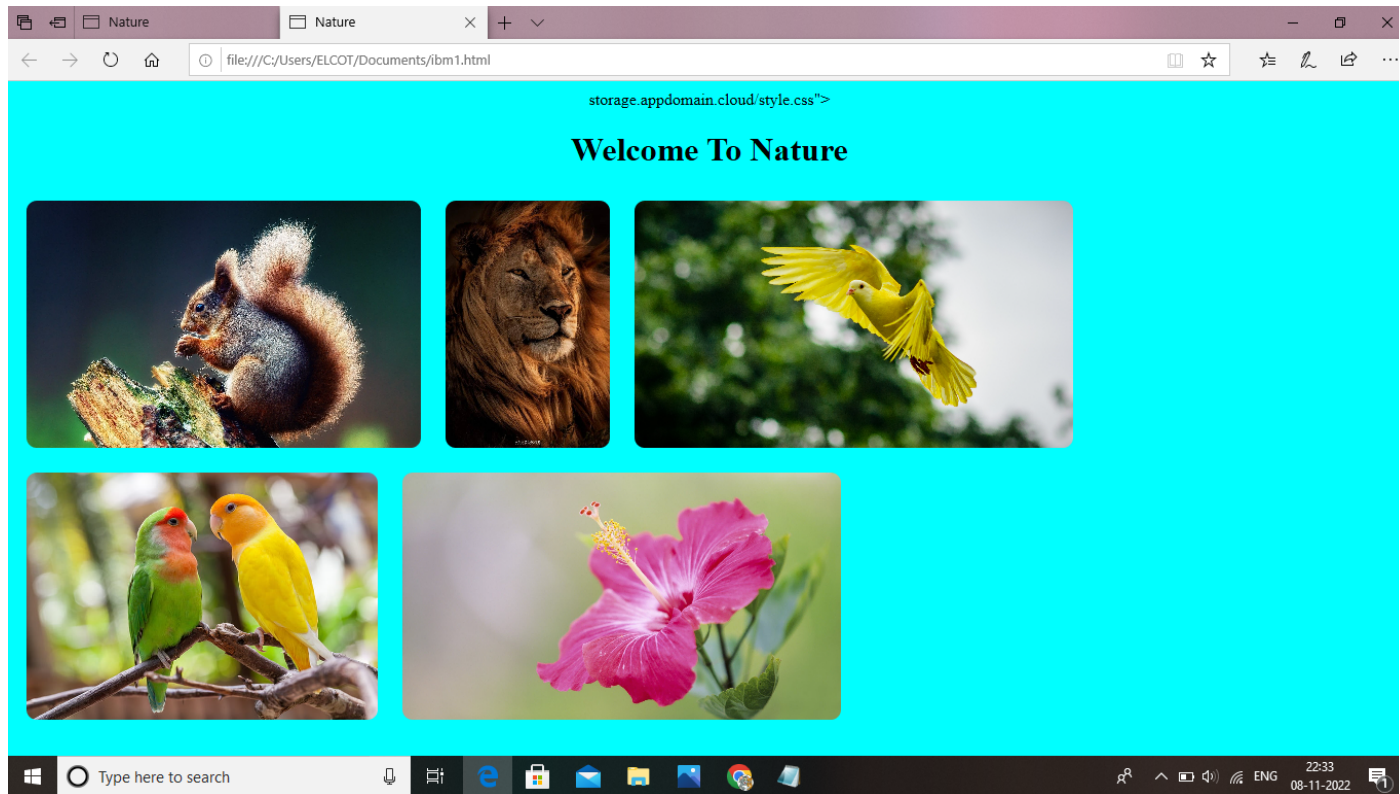 Nature
Nature
file:///C:/Users/ELCOT/Documents/ibm1.html
storage.appdomain.cloud/style.css">
Welcome To Nature
Type here to search
ENG
22:33
08-11-2022
1